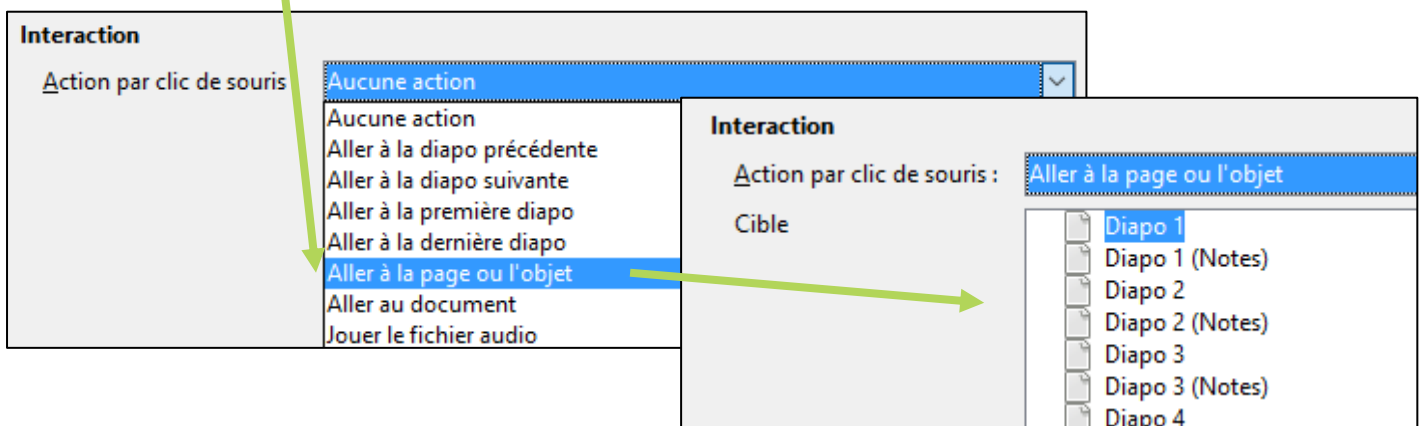 Interaction
Action par clic de souris
Aucune action
Aucune action
Aller à la diapo précédente
Aller à la diapo suivante
Aller à la première diapo
Aller à la dernière diapo
Aller à la page ou l'objet
Aller au document
Jouer le fichier audio
Interaction
Action par clic de souris :
Aller à la page ou l'objet
Cible
Diapo 1
Diapo 1 (Notes)
Diapo 2
Diapo 2 (Notes)
Diapo 3
Diapo 3 (Notes)
Diapo 4